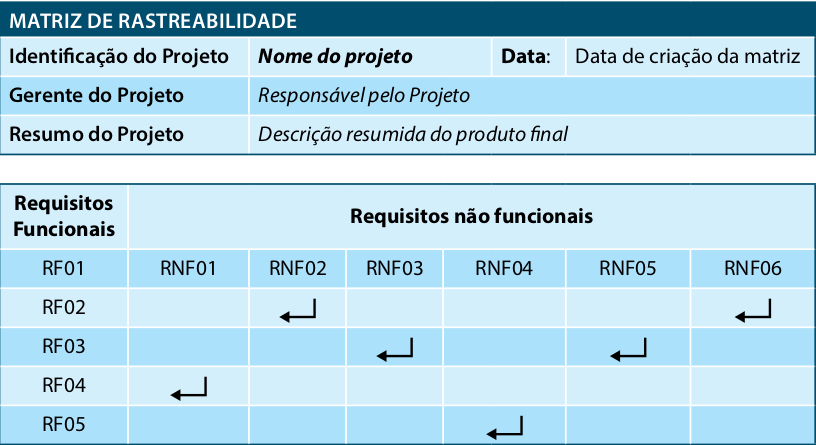 MATRIZ DE RASTREABILIDADE
Identificação do Projeto Nome do projeto Data: Data de criação da matriz
Gerente do Projeto Responsável pelo Projeto
Resumo do Projeto Descrição resumida do produto final
Requisitos Funcionais Requisitos não funcionais
RF01 RNF01 RNF02 RNF03 RNF04 RNF05 RNF06
RF02
RF03
RF04
RF05